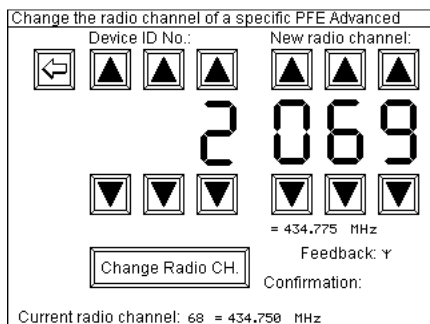 Change the radio channel of a specific PFE Advanced
Device ID No.: New radio channel:
2 069
= 434.775 MHz
Feedback:
Change Radio CH.
Confirmation:
Current radio channel: 68 = 434.750 MHz